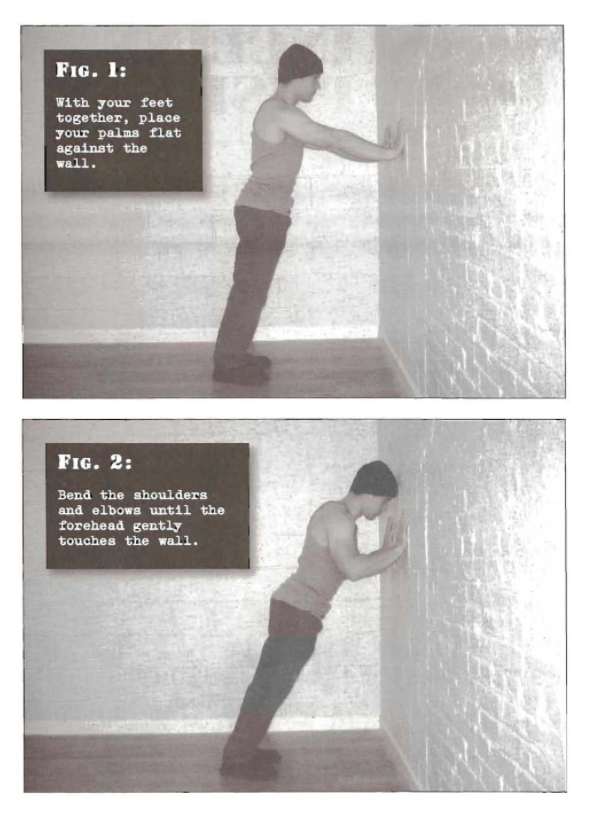 Fig. 1:
With your feet
together, place
your palms flat
against the
wall.
Fig. 2:
Bend the shoulders
and elbows until the
forehead gently
touches the wall.